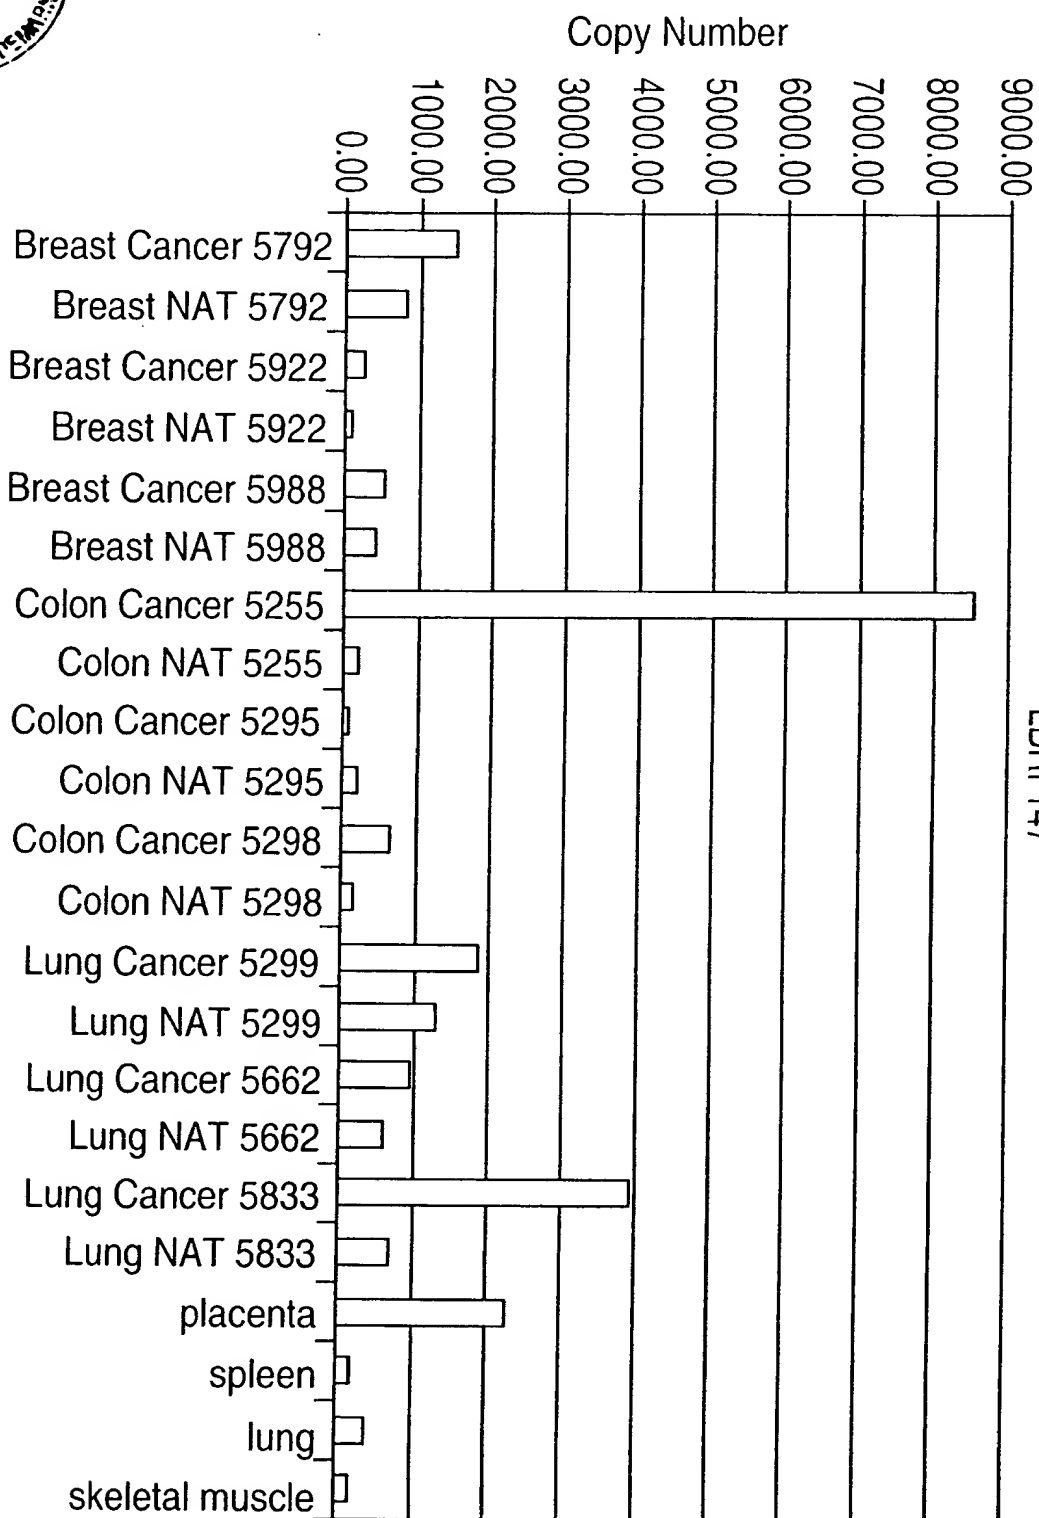 Copy Number
9000.00
8000.00
7000.00
6000.00
5000.00
4000.00
3000.00
2000.00
1000.00
0.00
Breast Cancer 5792
Breast NAT 5792
Breast Cancer 5922
Breast NAT 5922
Breast Cancer 5988
Breast NAT 5988
Colon Cancer 5255
Colon NAT 5255
Colon Cancer 5295
Colon NAT 5295
Colon Cancer 5298
Colon NAT 5298
Lung Cancer 5299
Lung NAT 5299
Lung Cancer 5662
Lung NAT 5662
Lung Cancer 5833
Lung NAT 5833
placenta
spleen
lung
skeletal muscle